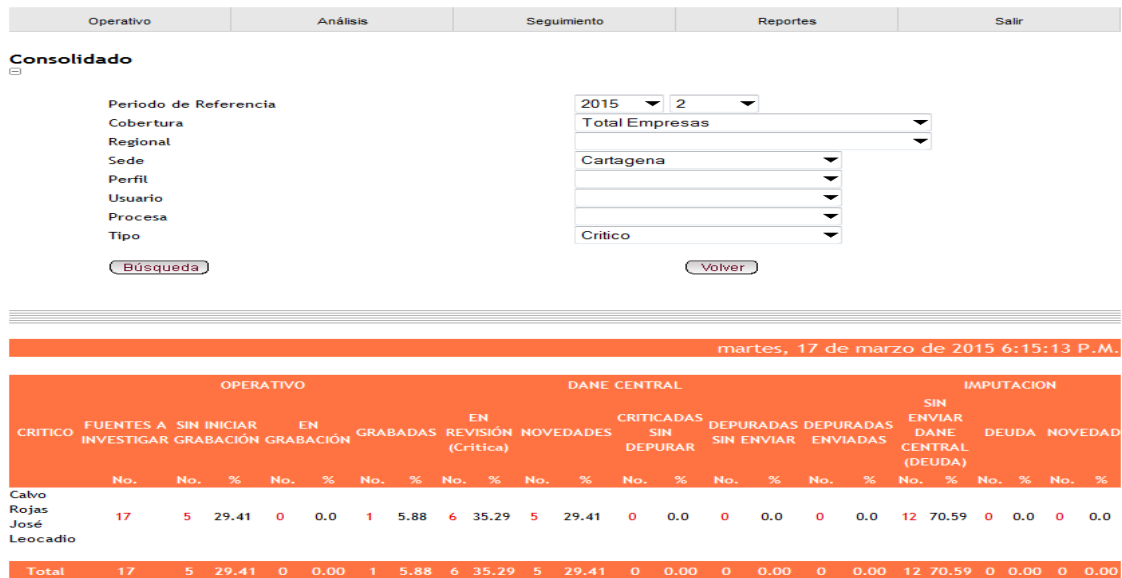 Operativo Análisis Seguimiento Reportes Salir
Consolidado
Periodo de Referencia 2015 2
Cobertura Total Empresas
Regional
Sede Cartagena
Perfil
Usuario
Procesa
Tipo Critico
Búsqueda Volver
martes, 17 de marzo de 2015 6:15:13 P.M.
OPERATIVO DANE CENTRAL IMPUTACION
CRITICO FUENTES A INVESTIGAR SIN INICIAR GRABACIÓN EN GRABACIÓN GRABADAS EN REVISIÓN (Critica) NOVEDADES CRITICADAS SIN DEPURAR DEPURADAS SIN ENVIAR DEPURADAS ENVIADAS SIN ENVIAR DANE CENTRAL (DEUDA) DEUDA NOVEDAD
No. No. % No. % No. % No. % No. % No. % No. % No. % No. % No. % No. %
Calvo
Rojas
José
Leocadio
17 5 29.41 0 0.0 1 5.88 6 35.29 5 29.41 0 0.0 0 0.0 0 0.0 12 70.59 0 0.0 0 0.0
Total 17 5 29.41 0 0.00 1 5.88 6 35.29 5 29.41 0 0.00 0 0.00 0 0.00 12 70.59 0 0.00 0 0.00